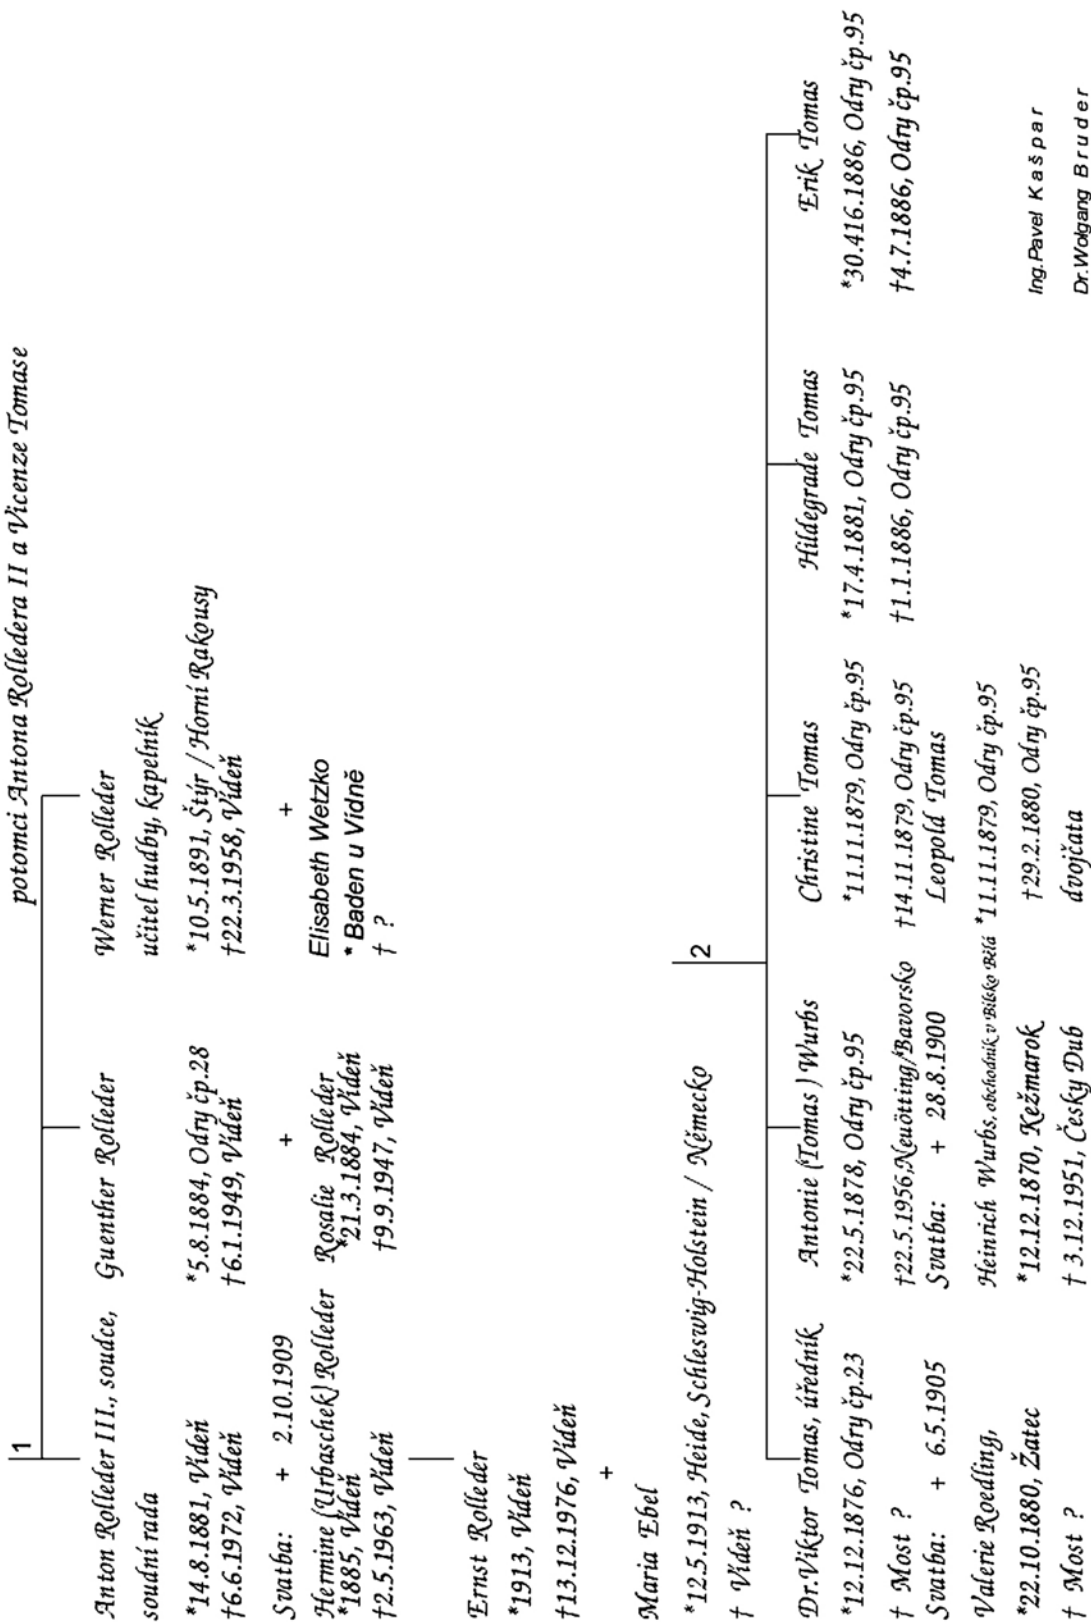 potomci Antona Rolledera II a Vicenze Tomase
1
Anton Rolleder III., soudce,
soudní rada
*14.8.1881, Vídeň
†6.6.1972, Vídeň
Svatba: + 2.10.1909
Hermine (Urbaschek) Rolleder
*1885, Vídeň
†2.5.1963, Vídeň
Ernst Rolleder
*1913, Vídeň
†13.12.1976, Vídeň
+
Maria Ebel
*12.5.1913, Heide, Schleswig-Holstein / Německo
† Vídeň ?
Guenther Rolleder
*5.8.1884, Odry čp.28
†6.1.1949, Vídeň
+
Rosalie Rolleder
*21.3.1884, Vídeň
†9.9.1947, Vídeň
Werner Rolleder
učitel hudby, kapelník
*10.5.1891, Štýr / Horní Rakousy
†22.3.1958, Vídeň
+
Elisabeth Wetzko
* Baden u Vídně
† ?
2
Dr.Viktor Tomas, úředník
*12.12.1876, Odry čp.23
† Most ?
Svatba: + 6.5.1905
Valerie Roedling,
*22.10.1880, Žatec
† Most ?
Antonie (Tomas ) Wurbs
*22.5.1878, Odry čp.95
†22.5.1956,Neuötting/Bavorsko
Svatba: + 28.8.1900
Heinrich Wurbs, obchodník v Bílsko Bělá
*12.12.1870, Kežmarok
† 3.12.1951, Česky Dub
Christine Tomas
*11.11.1879, Odry čp.95
†14.11.1879, Odry čp.95
Leopold Tomas
*11.11.1879, Odry čp.95
†29.2.1880, Odry čp.95
dvojčata
Hildegrade Tomas
*17.4.1881, Odry čp.95
†1.1.1886, Odry čp.95
Erik Tomas
*30.416.1886, Odry čp.95
†4.7.1886, Odry čp.95
Ing.Pavel Kašpar
Dr.Wolgang Bruder